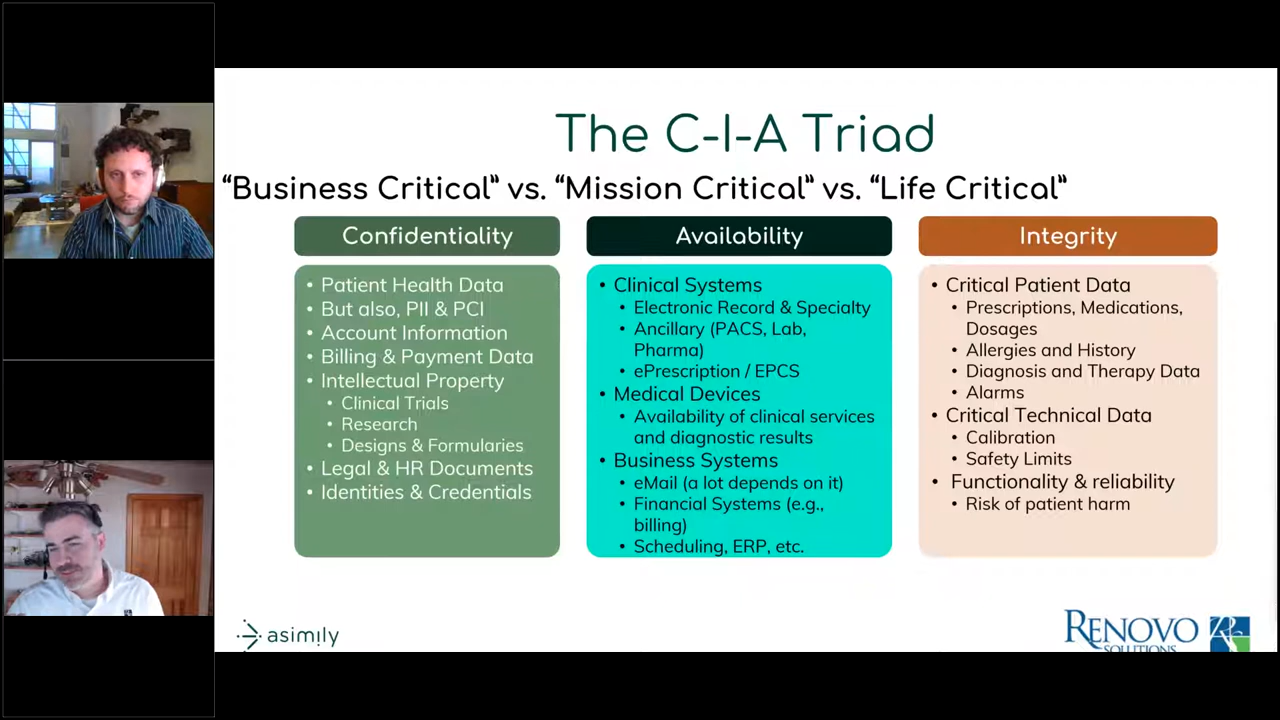 The C-I-A Triad
“Business Critical” vs. “Mission Critical” vs. “Life Critical”
Confidentiality
• Patient Health Data
• But also, PII & PCI
• Account Information
• Billing & Payment Data
• Intellectual Property
• Clinical Trials
• Research
• Designs & Formularies
• Legal & HR Documents
• Identities & Credentials
Availability
• Clinical Systems
• Electronic Record & Specialty
• Ancillary (PACS, Lab,
Pharma)
• ePrescription / EPCS
• Medical Devices
• Availability of clinical services
and diagnostic results
• Business Systems
• eMail (a lot depends on it)
• Financial Systems (e.g.,
billing)
• Scheduling, ERP, etc.
Integrity
• Critical Patient Data
• Prescriptions, Medications,
Dosages
• Allergies and History
• Diagnosis and Therapy Data
• Alarms
• Critical Technical Data
• Calibration
• Safety Limits
• Functionality & reliability
• Risk of patient harm
asimily
RENOVO
SOLUTIONS